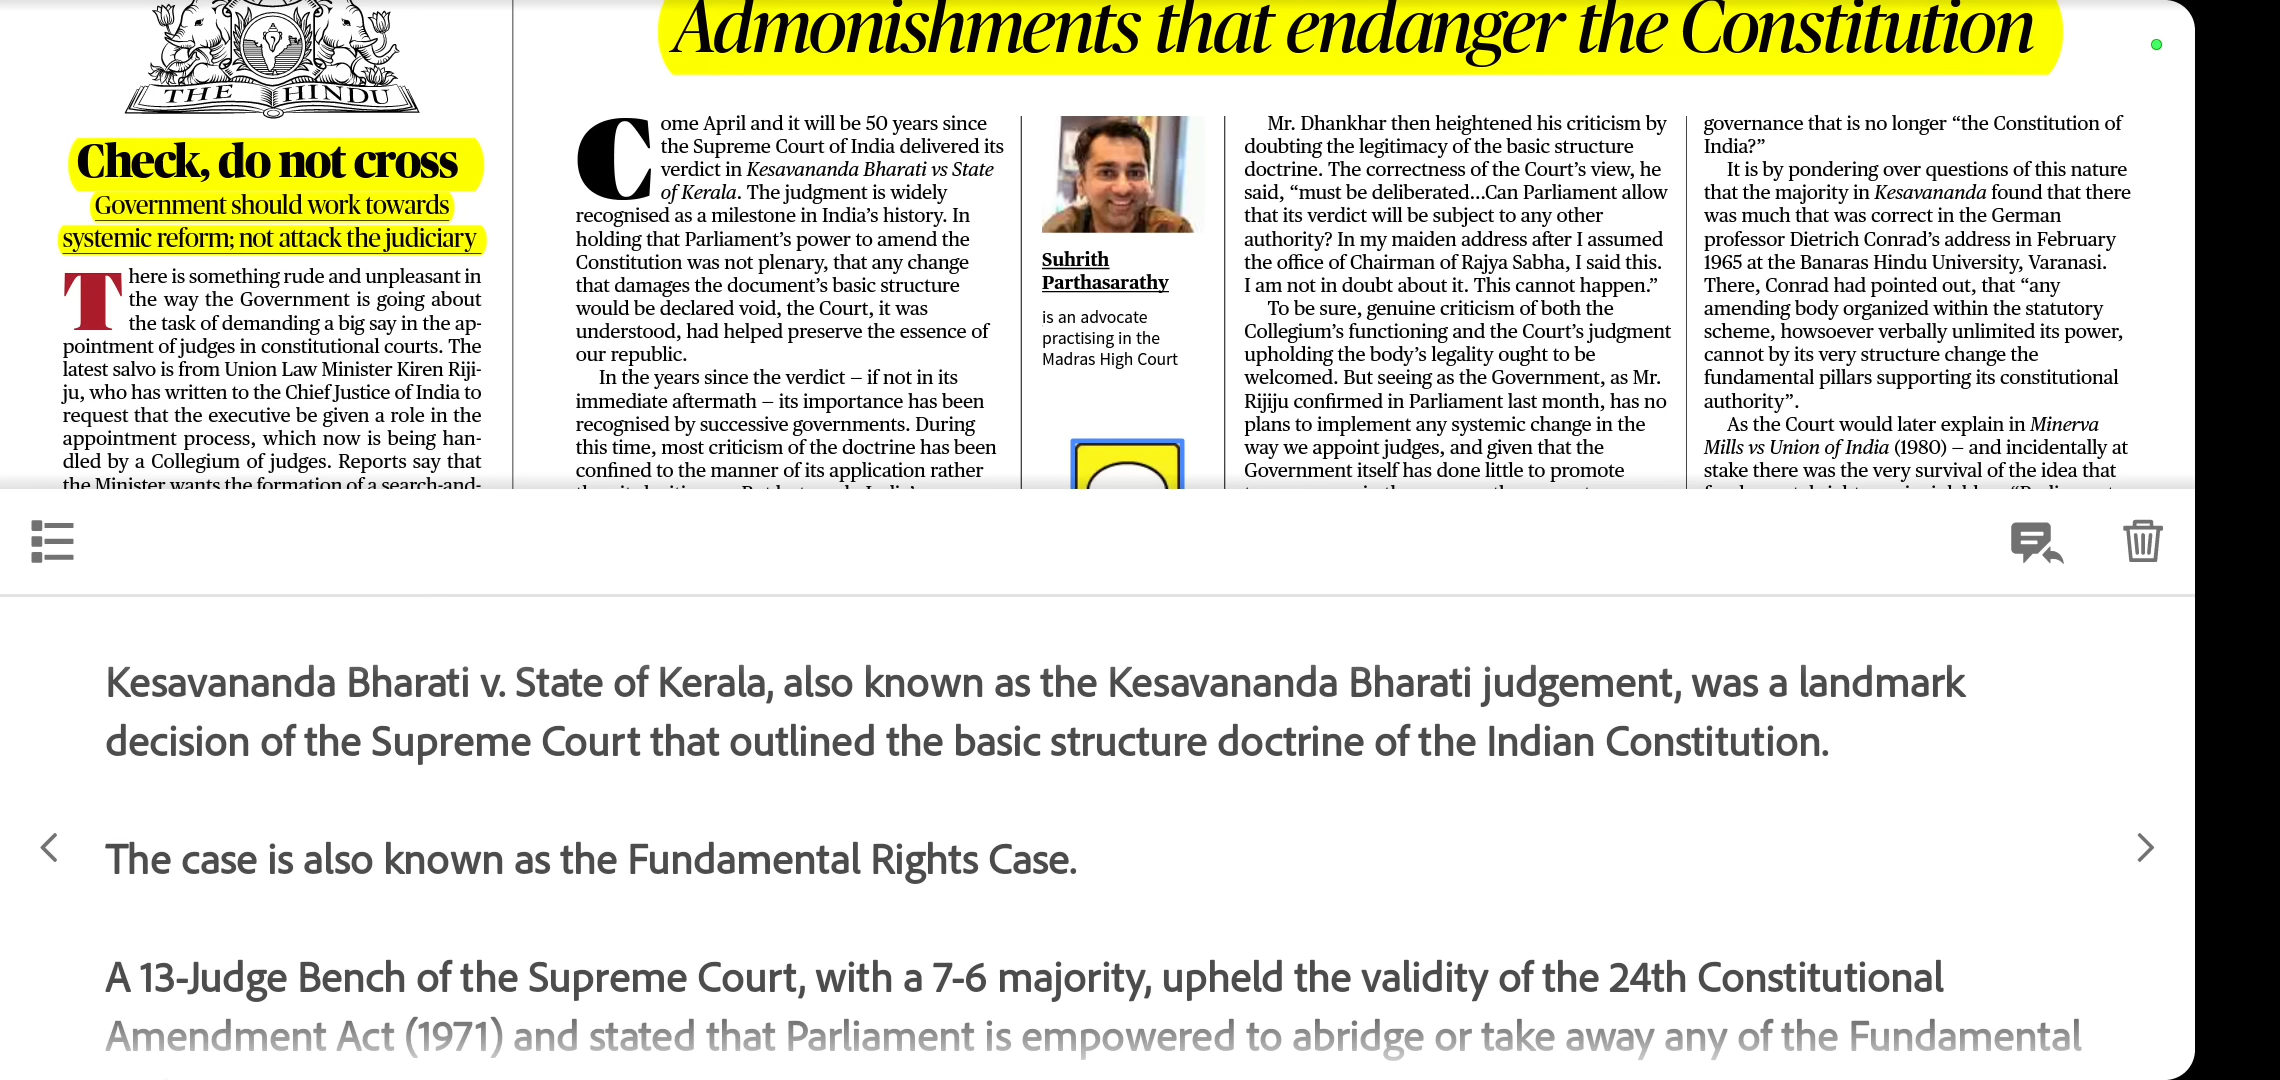 THE HINDU
Check, do not cross
Government should work towards
systemic reform; not attack the judiciary
There is something rude and unpleasant in
the way the Government is going about
the task of demanding a big say in the ap-
pointment of judges in constitutional courts. The
latest salvo is from Union Law Minister Kiren Riji-
ju, who has written to the Chief Justice of India to
request that the executive be given a role in the
appointment process, which now is being han-
dled by a Collegium of judges. Reports say that
the Minister wants the formation of a search-and-
Admonishments that endanger the Constitution
Come April and it will be 50 years since
the Supreme Court of India delivered its
verdict in Kesavananda Bharati vs State
of Kerala. The judgment is widely
recognised as a milestone in India’s history. In
holding that Parliament’s power to amend the
Constitution was not plenary, that any change
that damages the document’s basic structure
would be declared void, the Court, it was
understood, had helped preserve the essence of
our republic.
In the years since the verdict — if not in its
immediate aftermath — its importance has been
recognised by successive governments. During
this time, most criticism of the doctrine has been
confined to the manner of its application rather
Suhrith
Parthasarathy
is an advocate
practising in the
Madras High Court
Mr. Dhankhar then heightened his criticism by
doubting the legitimacy of the basic structure
doctrine. The correctness of the Court’s view, he
said, “must be deliberated...Can Parliament allow
that its verdict will be subject to any other
authority? In my maiden address after I assumed
the office of Chairman of Rajya Sabha, I said this.
I am not in doubt about it. This cannot happen.”
To be sure, genuine criticism of both the
Collegium’s functioning and the Court’s judgment
upholding the body’s legality ought to be
welcomed. But seeing as the Government, as Mr.
Rijiju confirmed in Parliament last month, has no
plans to implement any systemic change in the
way we appoint judges, and given that the
Government itself has done little to promote
governance that is no longer “the Constitution of
India?”
It is by pondering over questions of this nature
that the majority in Kesavananda found that there
was much that was correct in the German
professor Dietrich Conrad’s address in February
1965 at the Banaras Hindu University, Varanasi.
There, Conrad had pointed out, that “any
amending body organized within the statutory
scheme, howsoever verbally unlimited its power,
cannot by its very structure change the
fundamental pillars supporting its constitutional
authority”.
As the Court would later explain in Minerva
Mills vs Union of India (1980) — and incidentally at
stake there was the very survival of the idea that
Kesavananda Bharati v. State of Kerala, also known as the Kesavananda Bharati judgement, was a landmark
decision of the Supreme Court that outlined the basic structure doctrine of the Indian Constitution.
The case is also known as the Fundamental Rights Case.
A 13-Judge Bench of the Supreme Court, with a 7-6 majority, upheld the validity of the 24th Constitutional
Amendment Act (1971) and stated that Parliament is empowered to abridge or take away any of the Fundamental